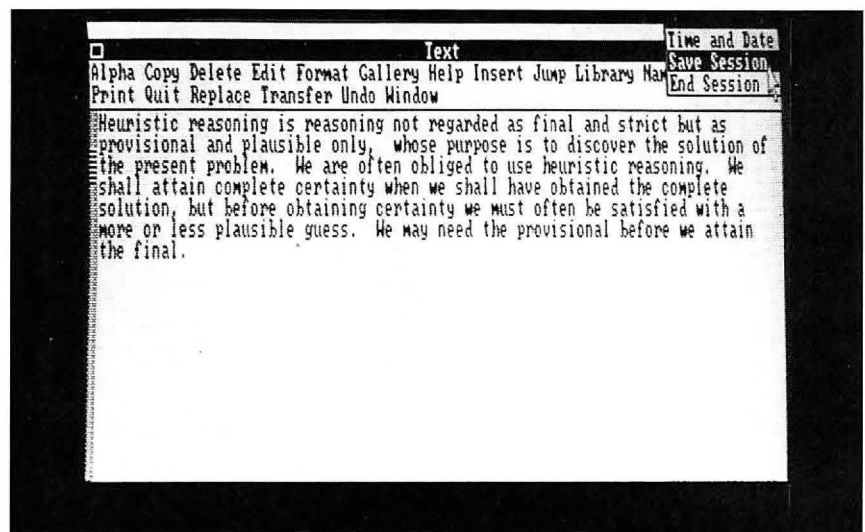 Time and Date
Text
Save Session
Alpha Copy Delete Edit Format Gallery Help Insert Jump Library Nam
End Session
Print Quit Replace Transfer Undo Window
Heuristic reasoning is reasoning not regarded as final and strict but as
provisional and plausible only,  whose purpose is to discover the solution of
the present problem.  We are often obliged to use heuristic reasoning.  We
shall attain complete certainty when we shall have obtained the complete
solution, but before obtaining certainty we must often be satisfied with a
more or less plausible guess.  We may need the provisional before we attain
the final.